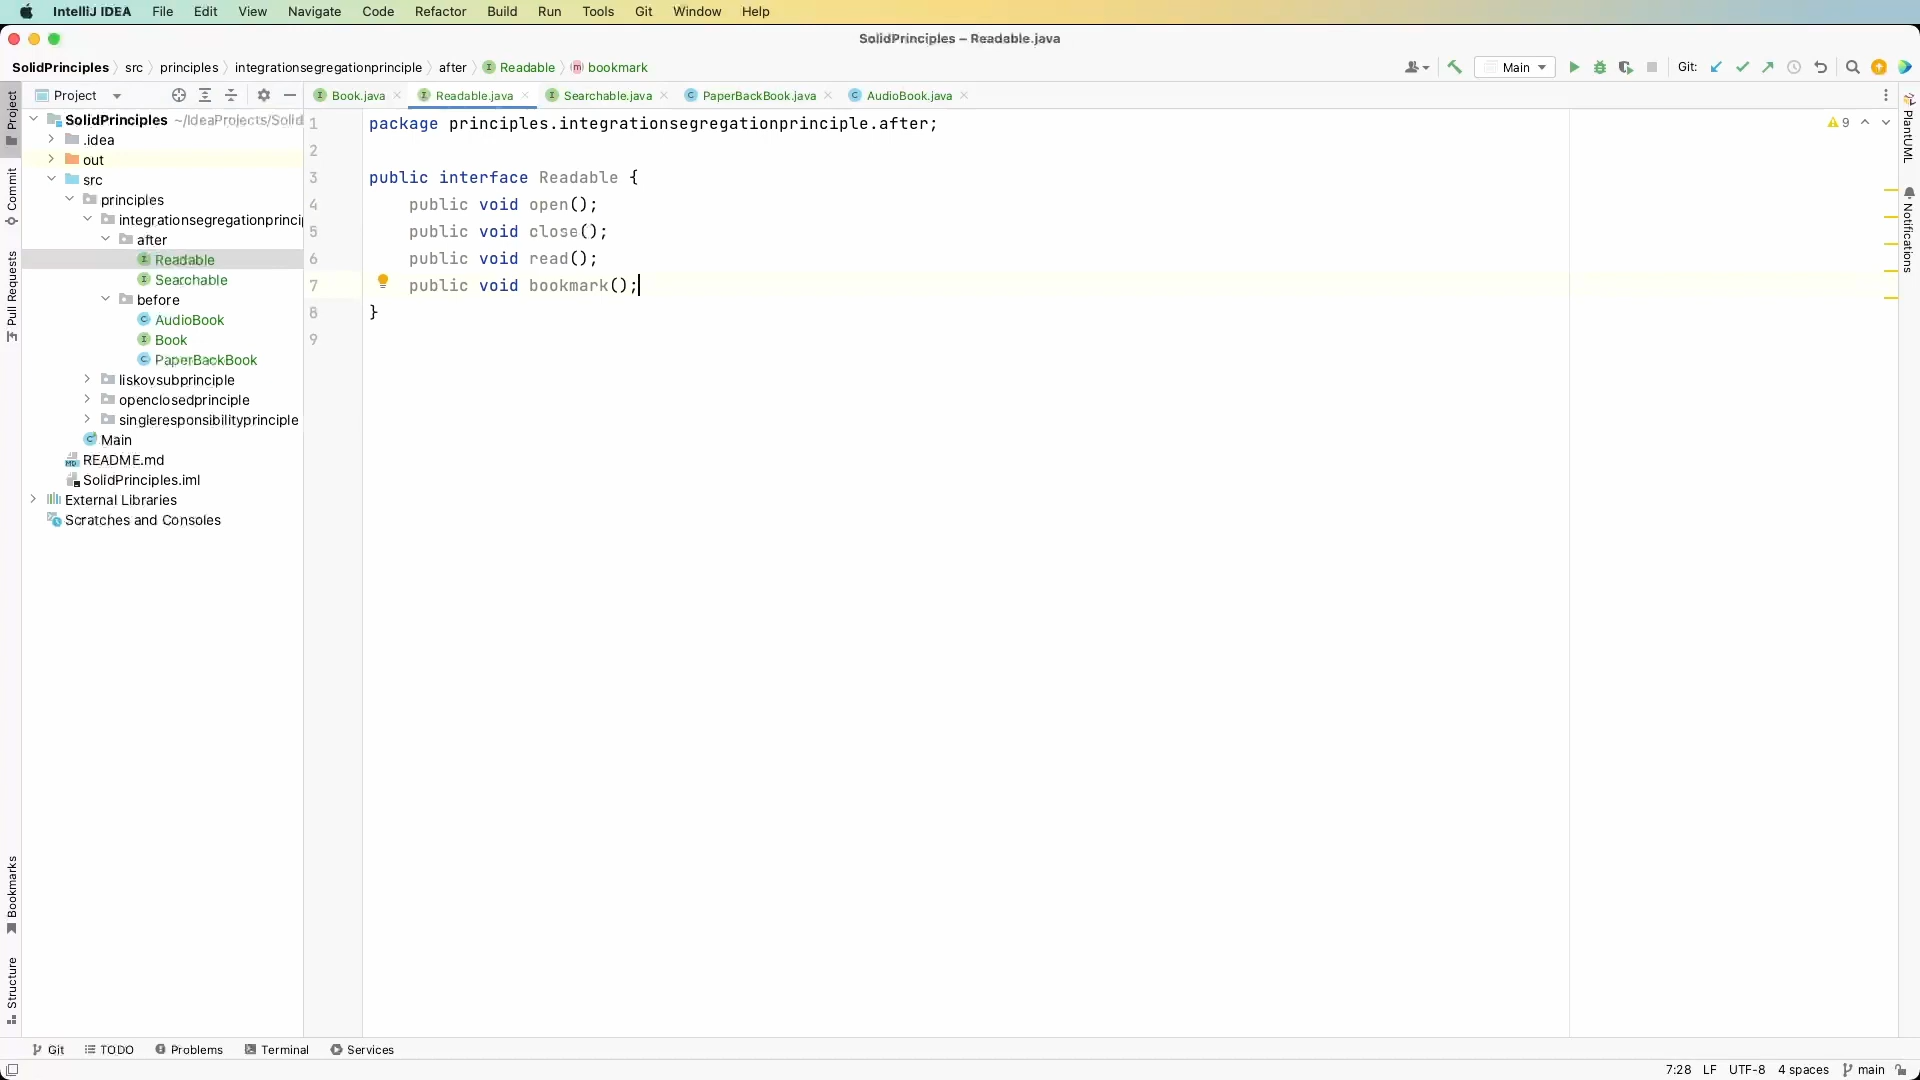 IntelliJ IDEA File Edit View Navigate Code Refactor Build Run Tools Git Window Help
SolidPrinciples – Readable.java
SolidPrinciples src principles integrationsegregationprinciple after Readable bookmark Main Git:
Project Book.java Readable.java Searchable.java PaperBackBook.java AudioBook.java
SolidPrinciples ~/IdeaProjects/Solid
.idea
out
src
principles
integrationsegregationprinci
after
Readable
Searchable
before
AudioBook
Book
PaperBackBook
liskovsubprinciple
openclosedprinciple
singleresponsibilityprinciple
Main
README.md
SolidPrinciples.iml
External Libraries
Scratches and Consoles
1 package principles.integrationsegregationprinciple.after;
2
3 public interface Readable {
4 public void open();
5 public void close();
6 public void read();
7 public void bookmark();
8 }
9
9
Project
Commit
Pull Requests
Bookmarks
Structure
PlantUML
Notifications
Git TODO Problems Terminal Services
7:28 LF UTF-8 4 spaces main